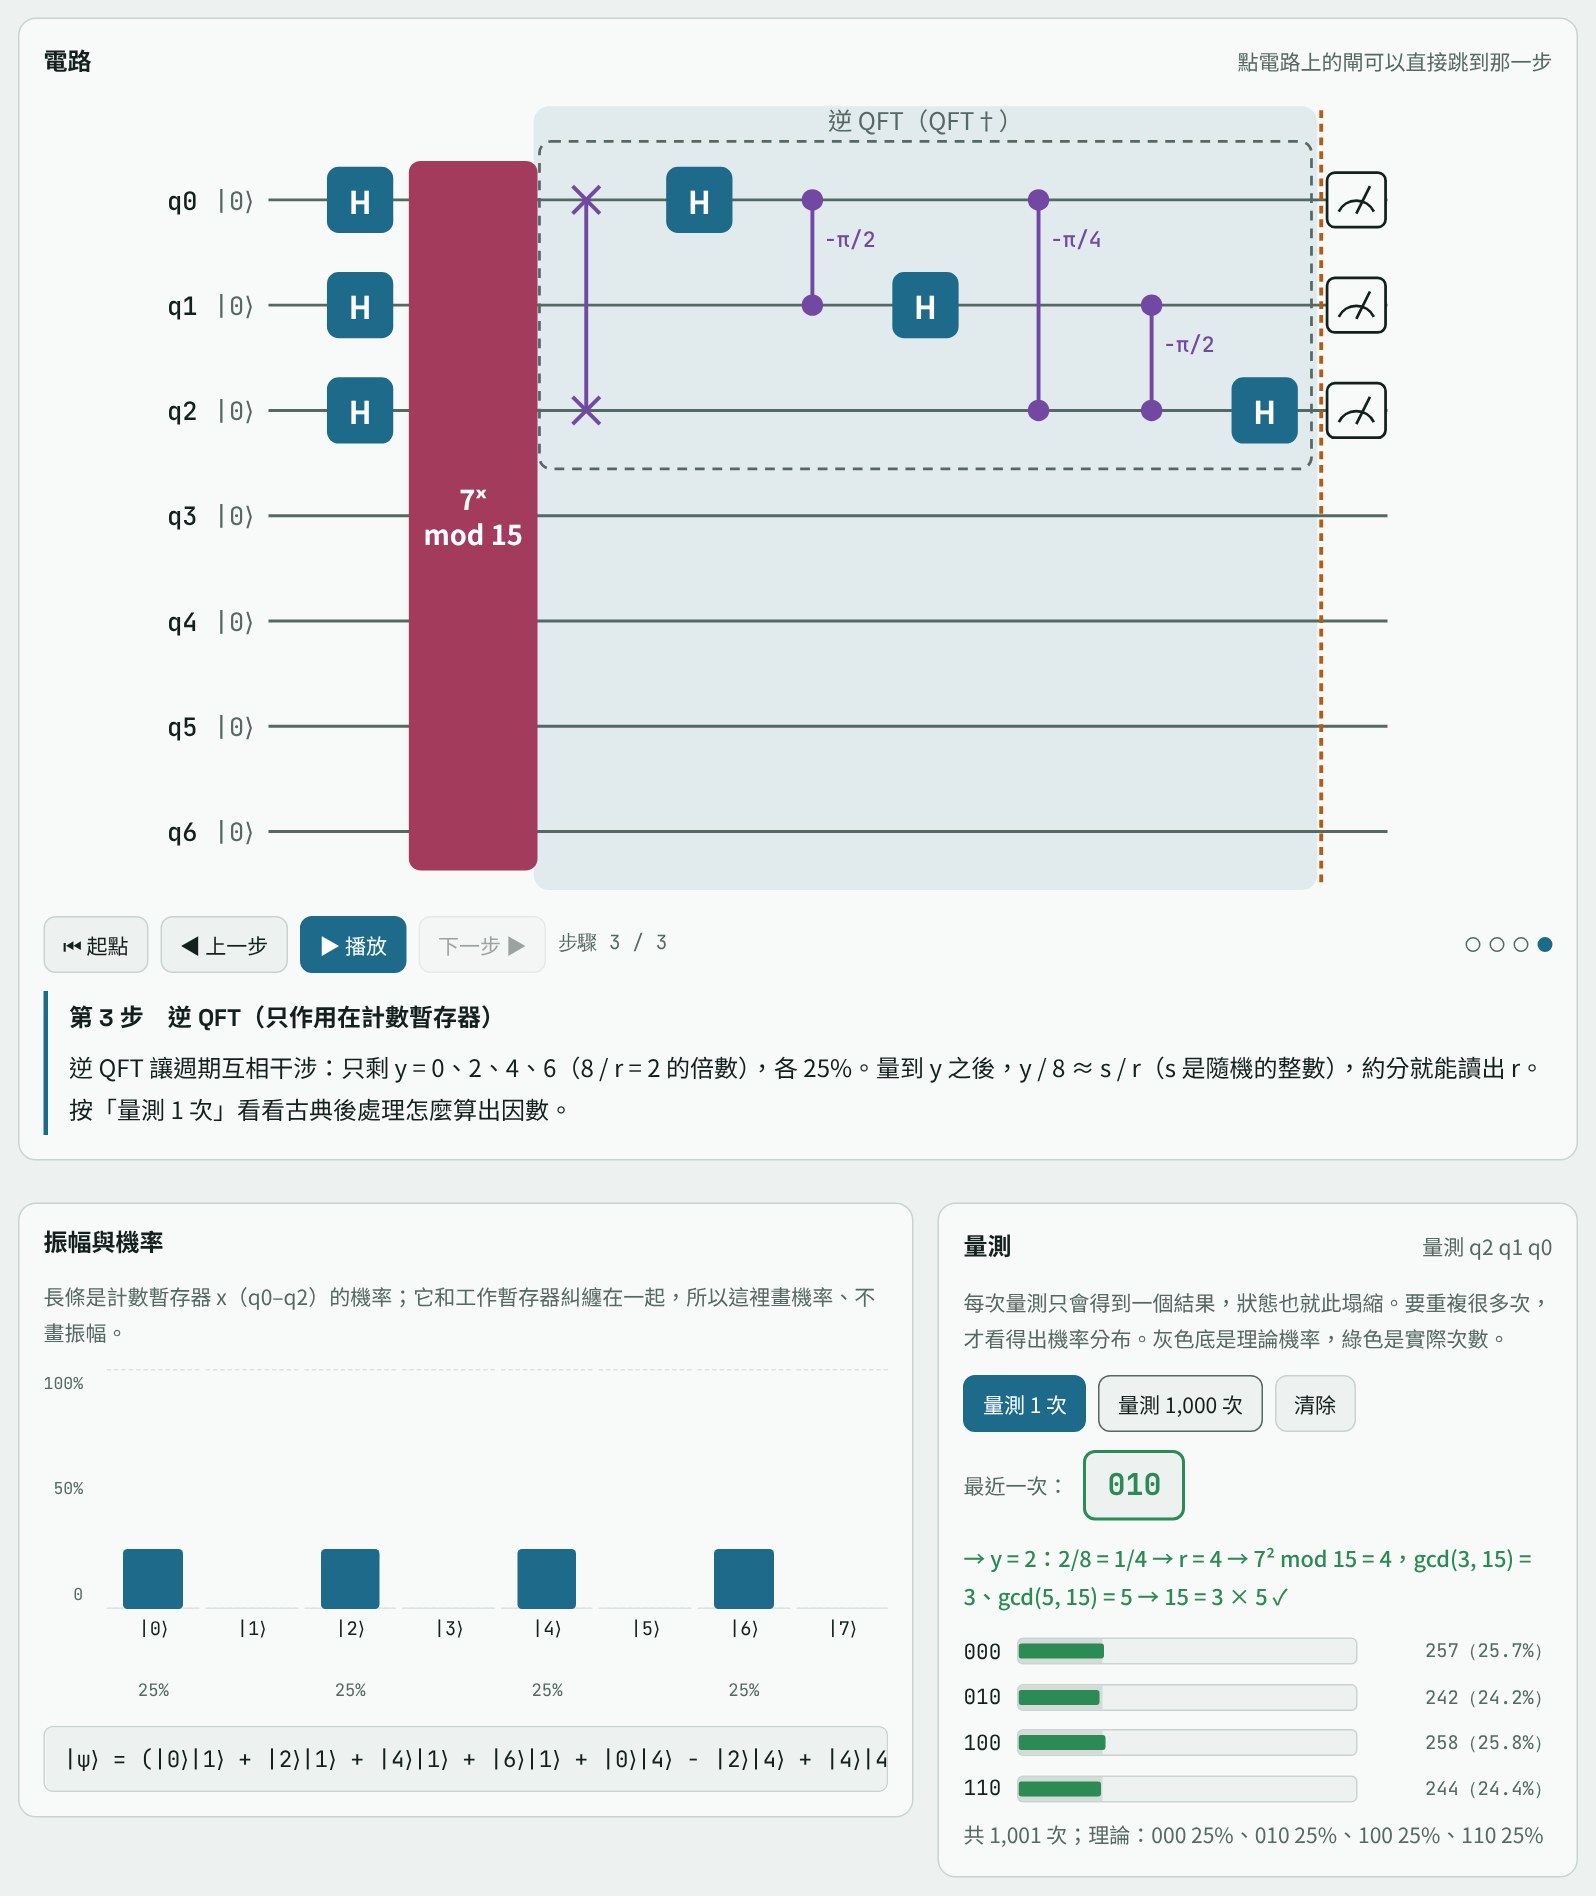 電路
點電路上的閘可以直接跳到那一步
逆 QFT（QFT†）
q0 |0⟩ H H
-π/2 -π/4
q1 |0⟩ H H
-π/2
q2 |0⟩ H H
7ˣ
mod 15
q3 |0⟩
q4 |0⟩
q5 |0⟩
q6 |0⟩
⏮ 起點 ◀ 上一步 ▶ 播放 下一步 ▶ 步驟 3 / 3
第 3 步　逆 QFT（只作用在計數暫存器）
逆 QFT 讓週期互相干涉：只剩 y = 0、2、4、6（8 / r = 2 的倍數），各 25%。量到 y 之後，y / 8 ≈ s / r（s 是隨機的整數），約分就能讀出 r。
按「量測 1 次」看看古典後處理怎麼算出因數。
振幅與機率
長條是計數暫存器 x（q0–q2）的機率；它和工作暫存器糾纏在一起，所以這裡畫機率、不
畫振幅。
100%
50%
0
|0⟩ |1⟩ |2⟩ |3⟩ |4⟩ |5⟩ |6⟩ |7⟩
25% 25% 25% 25%
|ψ⟩ = (|0⟩|1⟩ + |2⟩|1⟩ + |4⟩|1⟩ + |6⟩|1⟩ + |0⟩|4⟩ - |2⟩|4⟩ + |4⟩|4
量測
量測 q2 q1 q0
每次量測只會得到一個結果，狀態也就此塌縮。要重複很多次，
才看得出機率分布。灰色底是理論機率，綠色是實際次數。
量測 1 次 量測 1,000 次 清除
最近一次： 010
→ y = 2：2/8 = 1/4 → r = 4 → 7² mod 15 = 4，gcd(3, 15) =
3、gcd(5, 15) = 5 → 15 = 3 × 5 ✓
000 257（25.7%）
010 242（24.2%）
100 258（25.8%）
110 244（24.4%）
共 1,001 次；理論：000 25%、010 25%、100 25%、110 25%